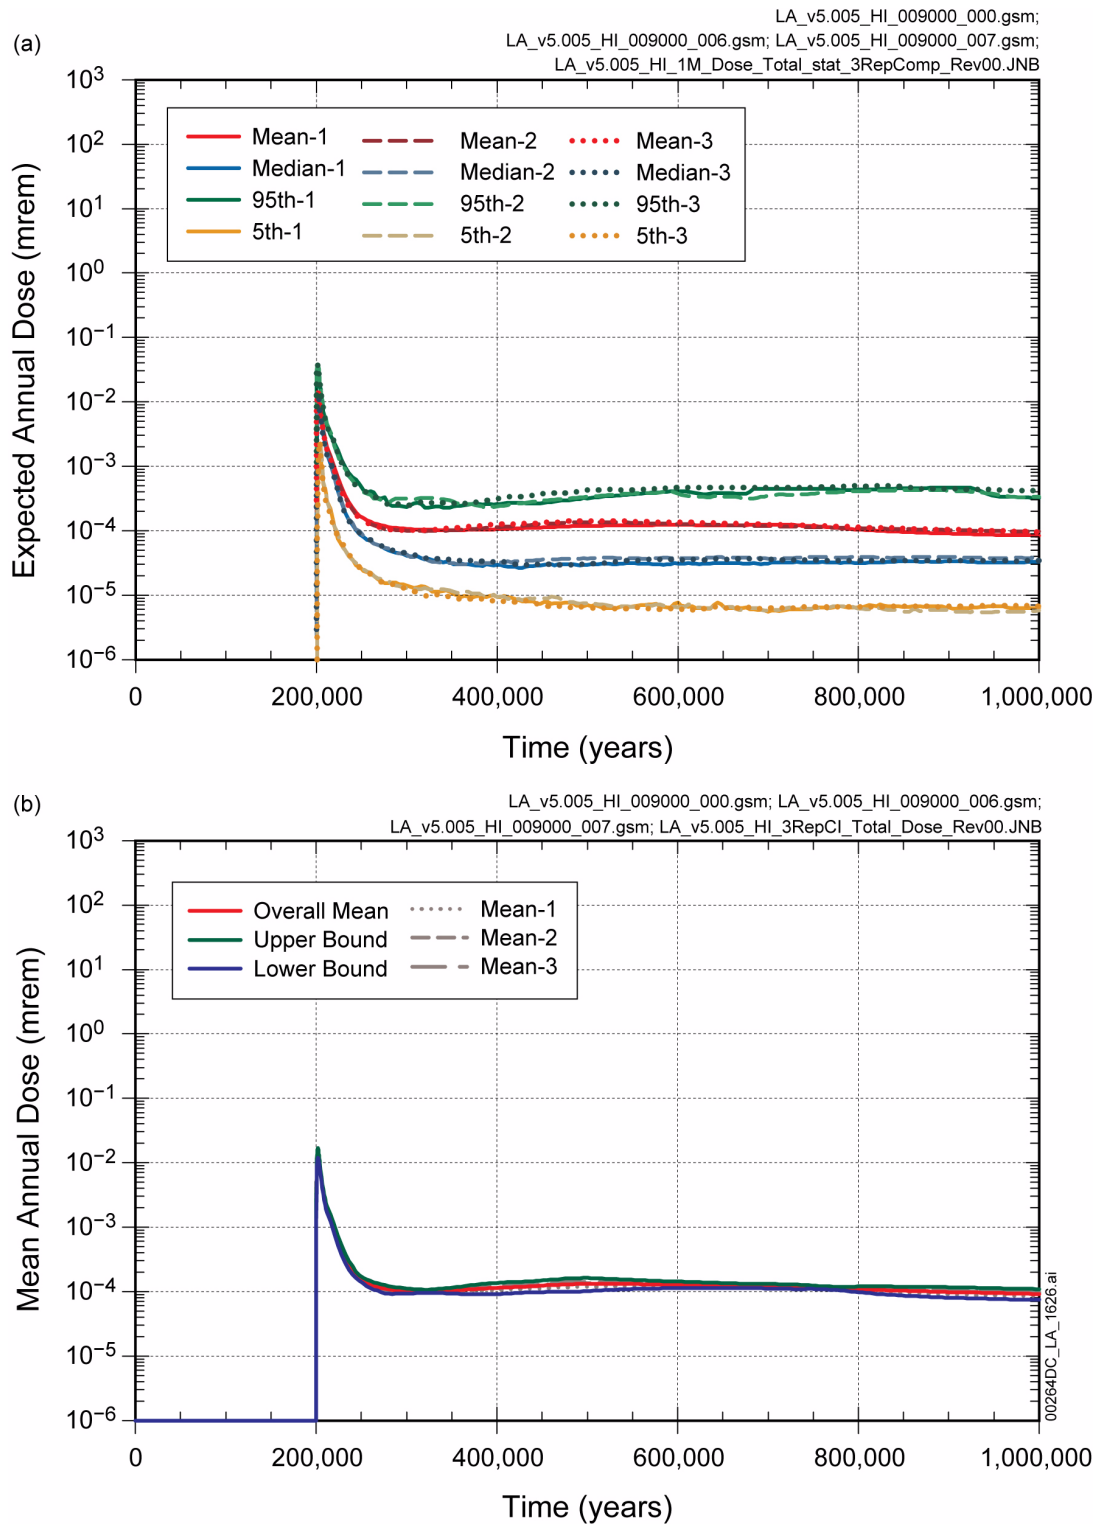 (a)
LA_v5.005_HI_009000_000.gsm;
LA_v5.005_HI_009000_006.gsm; LA_v5.005_HI_009000_007.gsm;
LA_v5.005_HI_1M_Dose_Total_stat_3RepComp_Rev00.JNB
Expected Annual Dose (mrem)
10³
10²
10¹
10⁰
10⁻¹
10⁻²
10⁻³
10⁻⁴
10⁻⁵
10⁻⁶
Mean-1 Mean-2 Mean-3
Median-1 Median-2 Median-3
95th-1 95th-2 95th-3
5th-1 5th-2 5th-3
0 200,000 400,000 600,000 800,000 1,000,000
Time (years)
(b)
LA_v5.005_HI_009000_000.gsm; LA_v5.005_HI_009000_006.gsm;
LA_v5.005_HI_009000_007.gsm; LA_v5.005_HI_3RepCI_Total_Dose_Rev00.JNB
Mean Annual Dose (mrem)
10³
10²
10¹
10⁰
10⁻¹
10⁻²
10⁻³
10⁻⁴
10⁻⁵
10⁻⁶
Overall Mean Mean-1
Upper Bound Mean-2
Lower Bound Mean-3
0 200,000 400,000 600,000 800,000 1,000,000
Time (years)
00264DC_LA_1626.ai